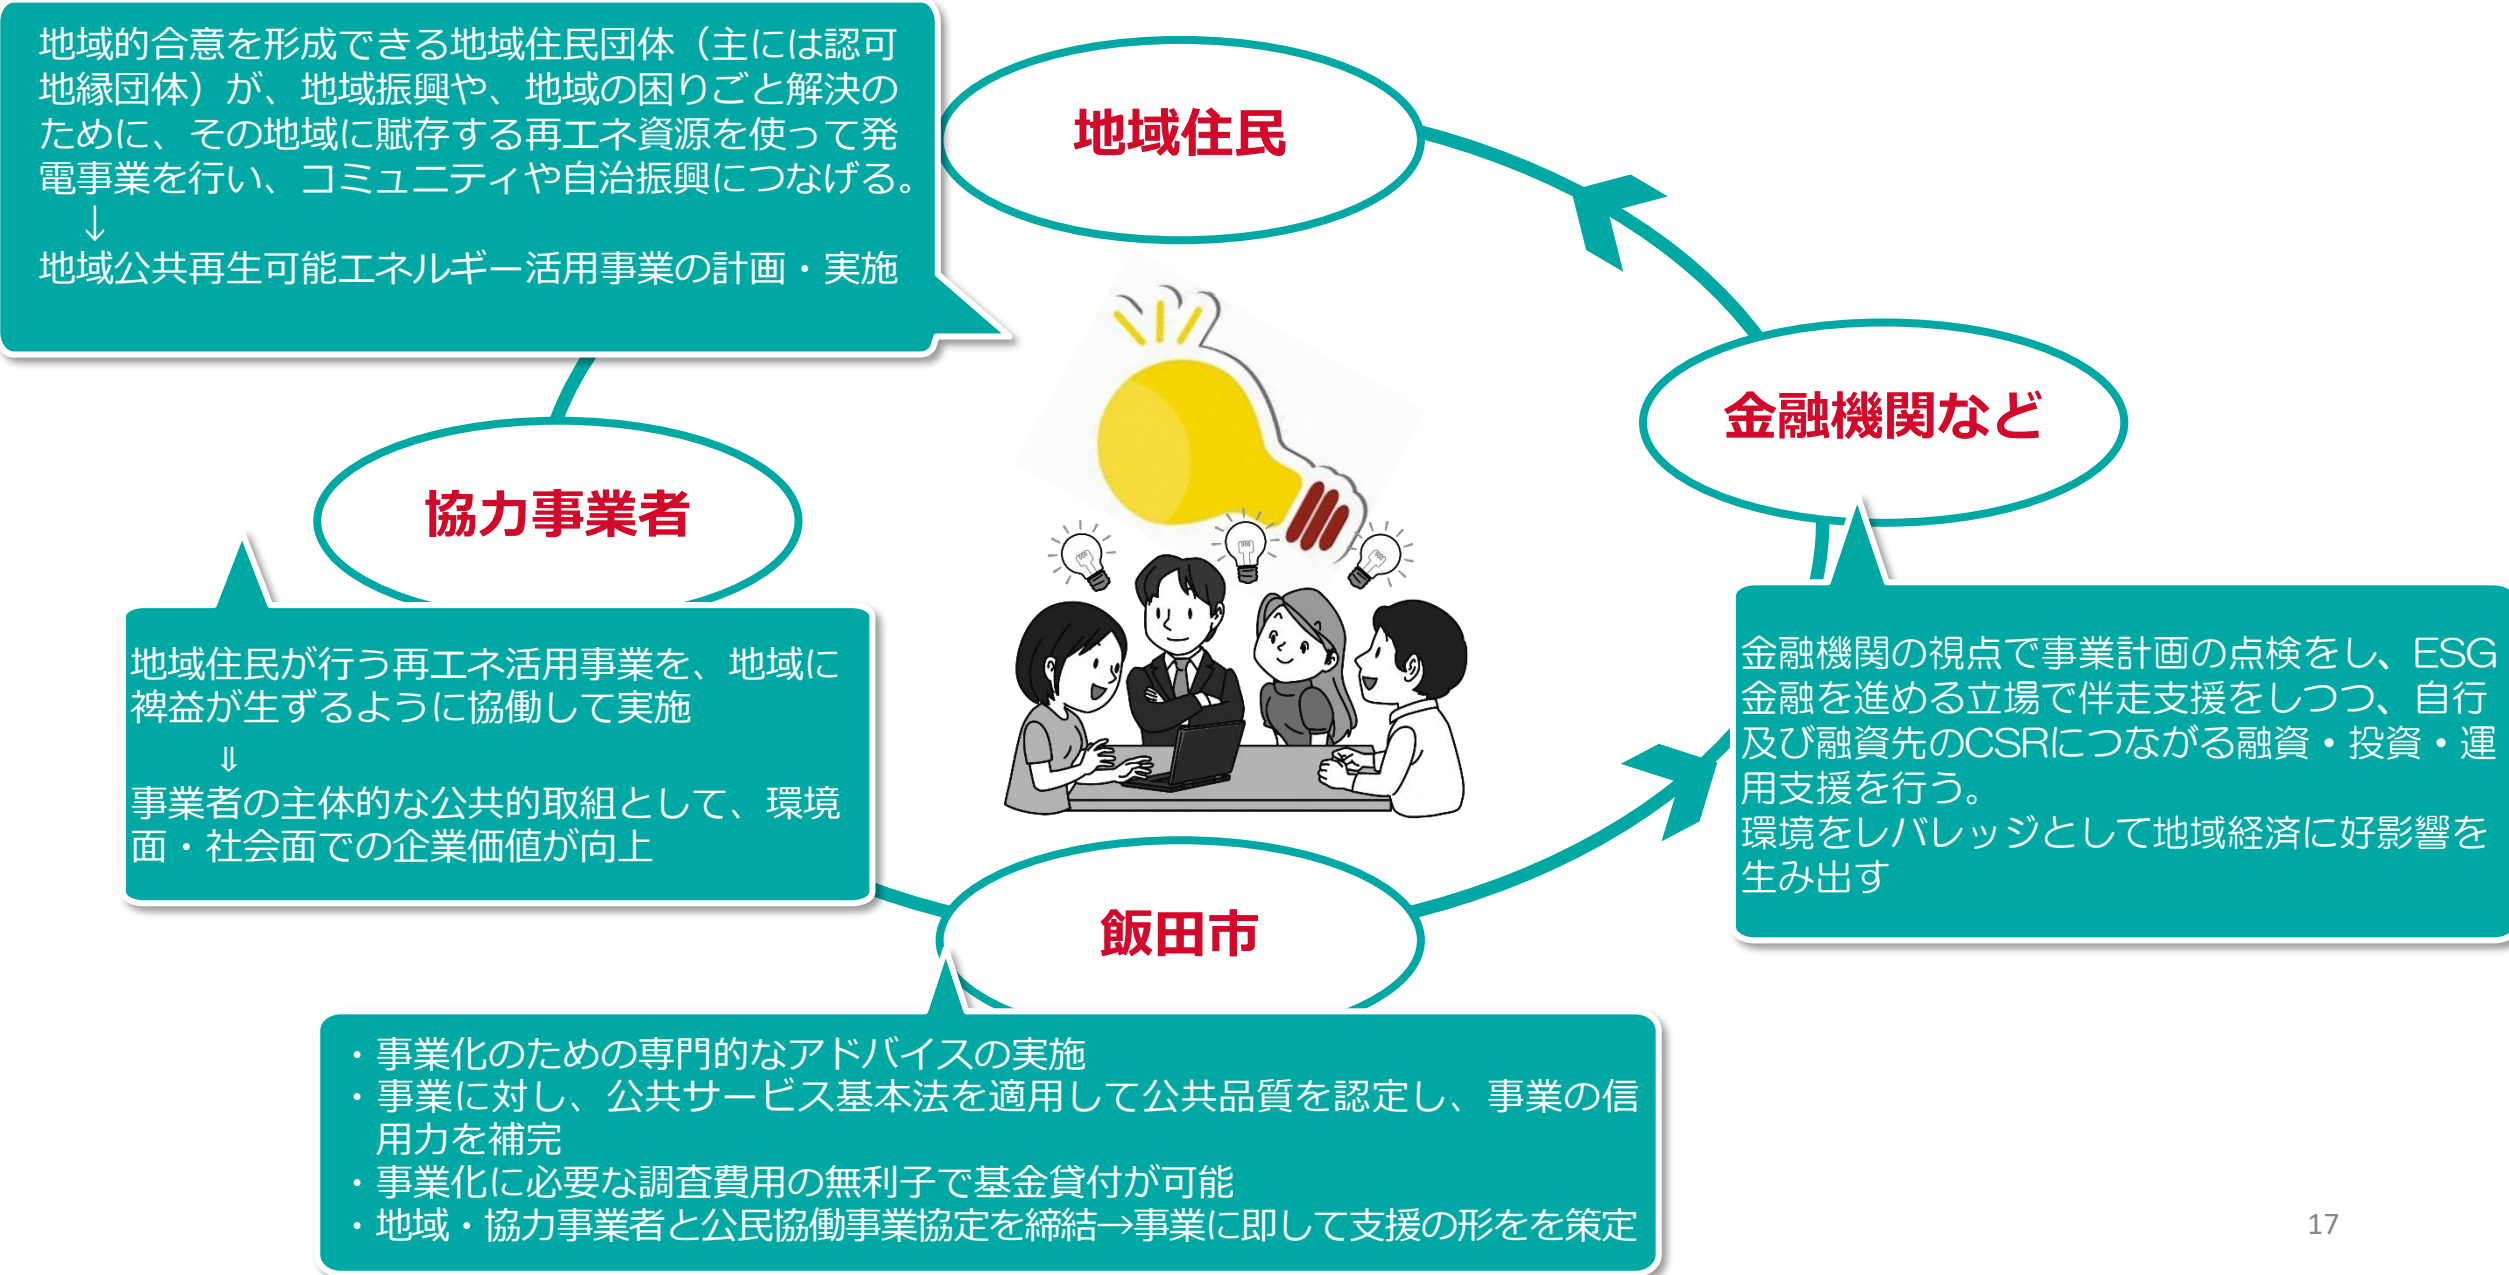 地域的合意を形成できる地域住民団体（主には認可
地縁団体）が、地域振興や、地域の困りごと解決の
ために、その地域に賦存する再エネ資源を使って発
電事業を行い、コミュニティや自治振興につなげる。
↓
地域公共再生可能エネルギー活用事業の計画・実施
地域住民
金融機関など
協力事業者
地域住民が行う再エネ活用事業を、地域に
裨益が生ずるように協働して実施
⇓
事業者の主体的な公共的取組として、環境
面・社会面での企業価値が向上
金融機関の視点で事業計画の点検をし、ESG
金融を進める立場で伴走支援をしつつ、自行
及び融資先のCSRにつながる融資・投資・運
用支援を行う。
環境をレバレッジとして地域経済に好影響を
生み出す
飯田市
・事業化のための専門的なアドバイスの実施
・事業に対し、公共サービス基本法を適用して公共品質を認定し、事業の信
用力を補完
・事業化に必要な調査費用の無利子で基金貸付が可能
・地域・協力事業者と公民協働事業協定を締結→事業に即して支援の形をを策定
17